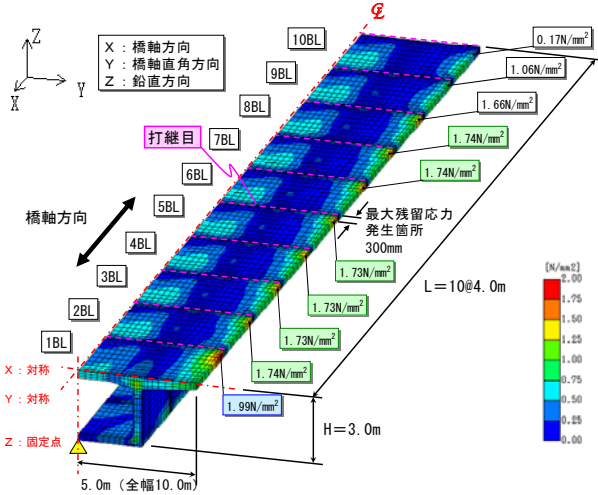 ℄
Z
Y
X
X：橋軸方向
Y：橋軸直角方向
Z：鉛直方向
10BL
9BL
8BL
7BL
6BL
5BL
4BL
3BL
2BL
1BL
打継目
橋軸方向
0.17N/mm²
1.06N/mm²
1.66N/mm²
1.74N/mm²
1.74N/mm²
最大残留応力
発生箇所
300mm
1.73N/mm²
1.73N/mm²
1.73N/mm²
1.74N/mm²
1.99N/mm²
L＝10@4.0m
H＝3.0m
5.0m（全幅10.0m）
X：対称
Y：対称
Z：固定点
[N/mm2]
2.00
1.75
1.50
1.25
1.00
0.75
0.50
0.25
0.00